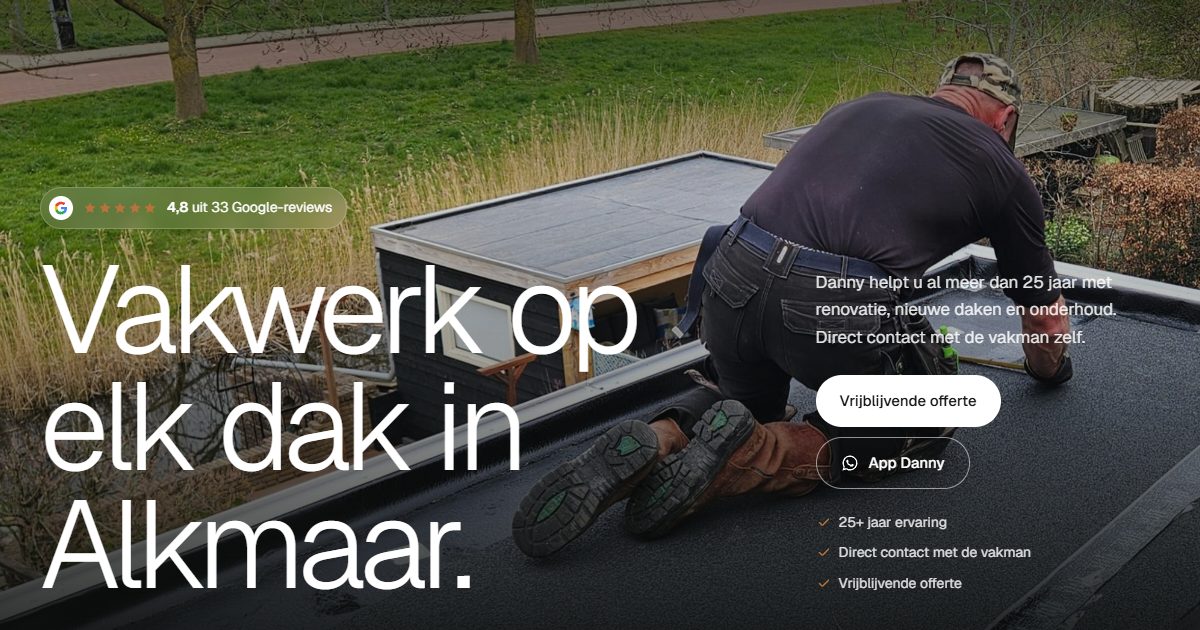 4,8 uit 33 Google-reviews
Vakwerk op
elk dak in
Alkmaar.
Danny helpt u al meer dan 25 jaar met
renovatie, nieuwe daken en onderhoud.
Direct contact met de vakman zelf.
Vrijblijvende offerte
App Danny
25+ jaar ervaring
Direct contact met de vakman
Vrijblijvende offerte